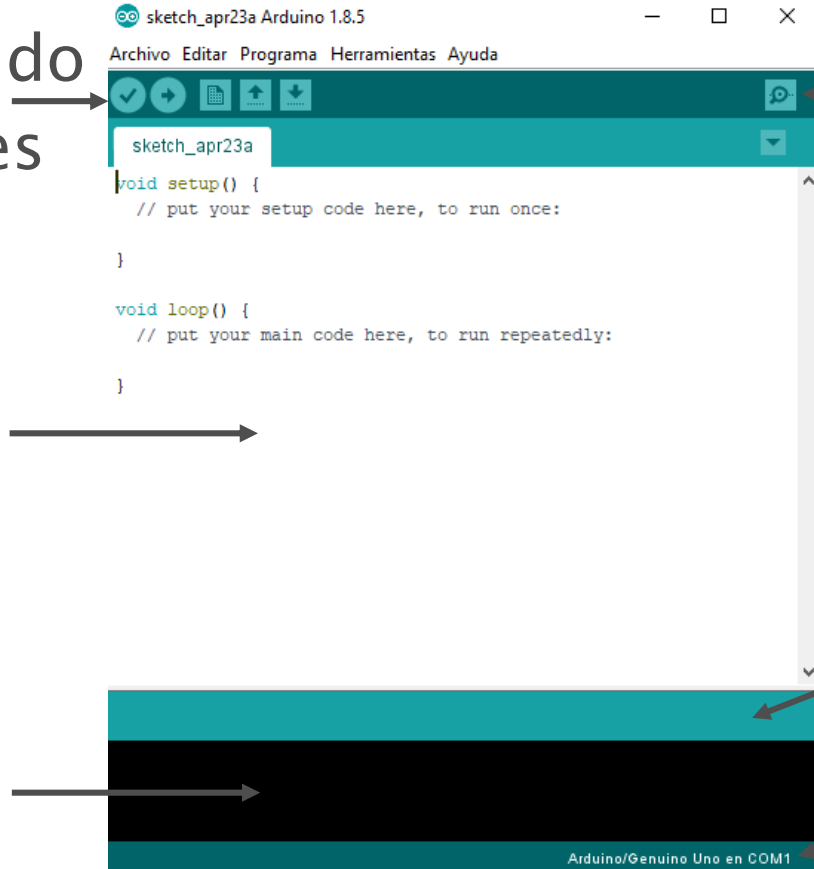 sketch_apr23a Arduino 1.8.5
do
Archivo Editar Programa Herramientas Ayuda
es
sketch_apr23a
void setup() {
// put your setup code here, to run once:
}
void loop() {
// put your main code here, to run repeatedly:
}
Arduino/Genuino Uno en COM1